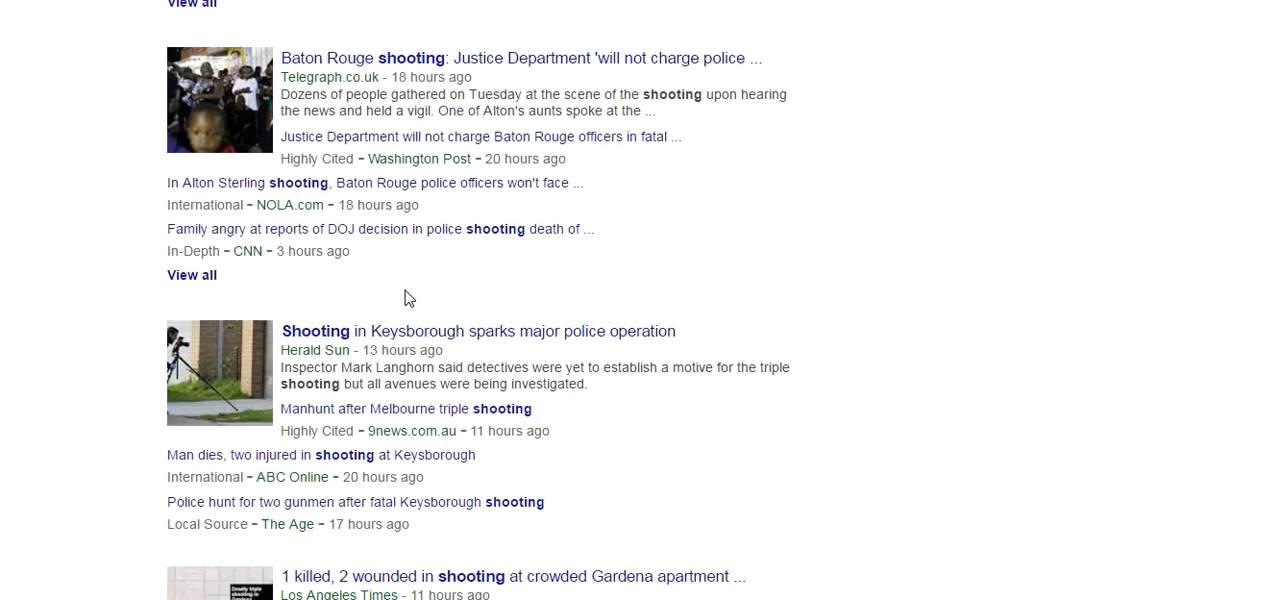 View all
Baton Rouge shooting: Justice Department 'will not charge police ...
Telegraph.co.uk - 18 hours ago
Dozens of people gathered on Tuesday at the scene of the shooting upon hearing
the news and held a vigil. One of Alton's aunts spoke at the ...
Justice Department will not charge Baton Rouge officers in fatal ...
Highly Cited - Washington Post - 20 hours ago
In Alton Sterling shooting, Baton Rouge police officers won't face ...
International - NOLA.com - 18 hours ago
Family angry at reports of DOJ decision in police shooting death of ...
In-Depth - CNN - 3 hours ago
View all
Shooting in Keysborough sparks major police operation
Herald Sun - 13 hours ago
Inspector Mark Langhorn said detectives were yet to establish a motive for the triple
shooting but all avenues were being investigated.
Manhunt after Melbourne triple shooting
Highly Cited - 9news.com.au - 11 hours ago
Man dies, two injured in shooting at Keysborough
International - ABC Online - 20 hours ago
Police hunt for two gunmen after fatal Keysborough shooting
Local Source - The Age - 17 hours ago
1 killed, 2 wounded in shooting at crowded Gardena apartment ...
Deadly triple
shooting in
Los Angeles Times - 11 hours ago